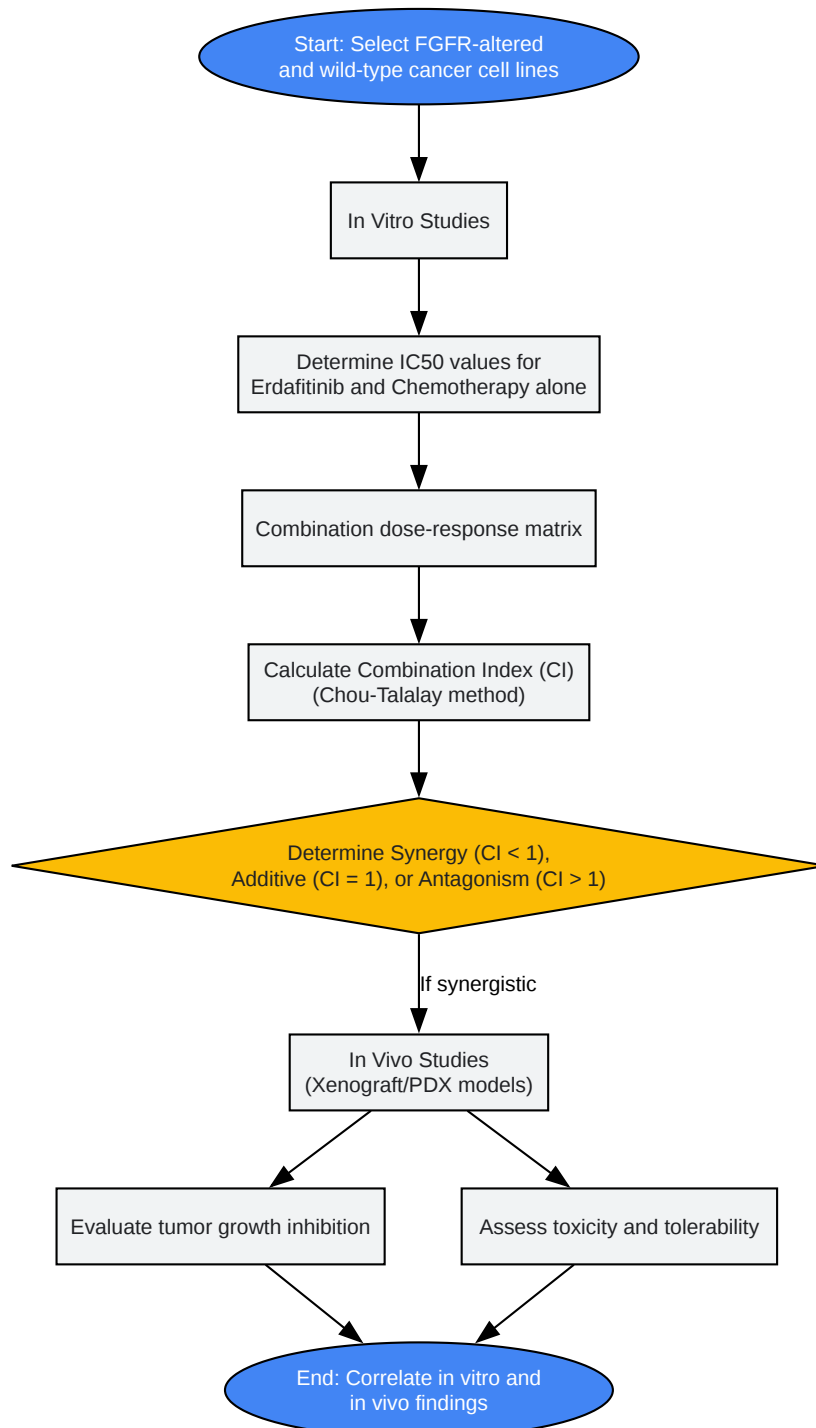 Start: Select FGFR-altered
and wild-type cancer cell lines
In Vitro Studies
Determine IC50 values for
Erdafitinib and Chemotherapy alone
Combination dose-response matrix
Calculate Combination Index (CI)
(Chou-Talalay method)
Determine Synergy (CI < 1),
Additive (CI = 1), or Antagonism (CI > 1)
If synergistic
In Vivo Studies
(Xenograft/PDX models)
Evaluate tumor growth inhibition
Assess toxicity and tolerability
End: Correlate in vitro and
in vivo findings